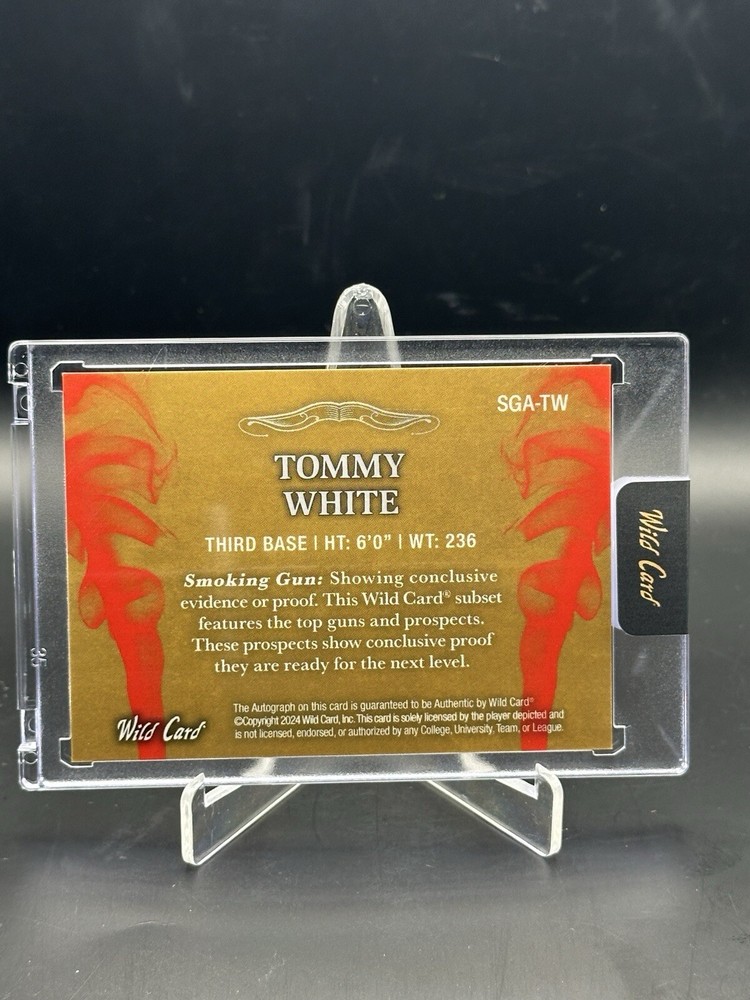 SGA-TW
TOMMY
WHITE
THIRD BASE | HT: 6'0" | WT: 236
Smoking Gun: Showing conclusive
evidence or proof. This Wild Card® subset
features the top guns and prospects.
These prospects show conclusive proof
they are ready for the next level.
The Autograph on this card is guaranteed to be Authentic by Wild Card®
©Copyright 2024 Wild Card, Inc. This card is solely licensed by the player depicted and
is not licensed, endorsed, or authorized by any College, University, Team, or League.
Wild Card®
Wild Card
35